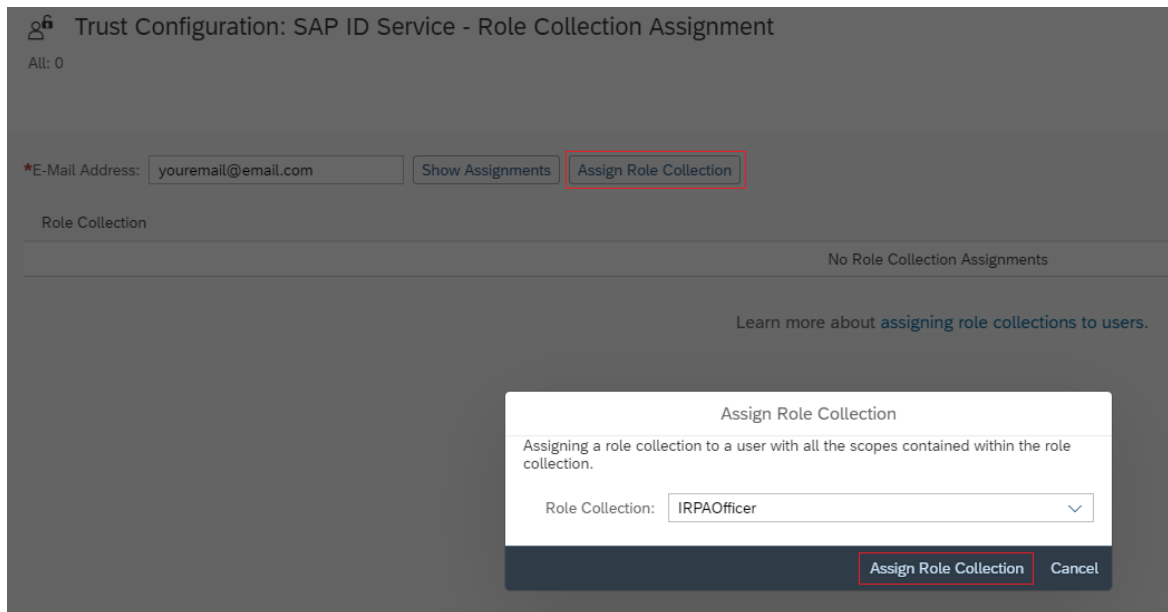 Trust Configuration: SAP ID Service - Role Collection Assignment
All: 0
*E-Mail Address: youremail@email.com Show Assignments Assign Role Collection
Role Collection
No Role Collection Assignments
Learn more about assigning role collections to users.
Assign Role Collection
Assigning a role collection to a user with all the scopes contained within the role
collection.
Role Collection: IRPAOfficer
Assign Role Collection Cancel